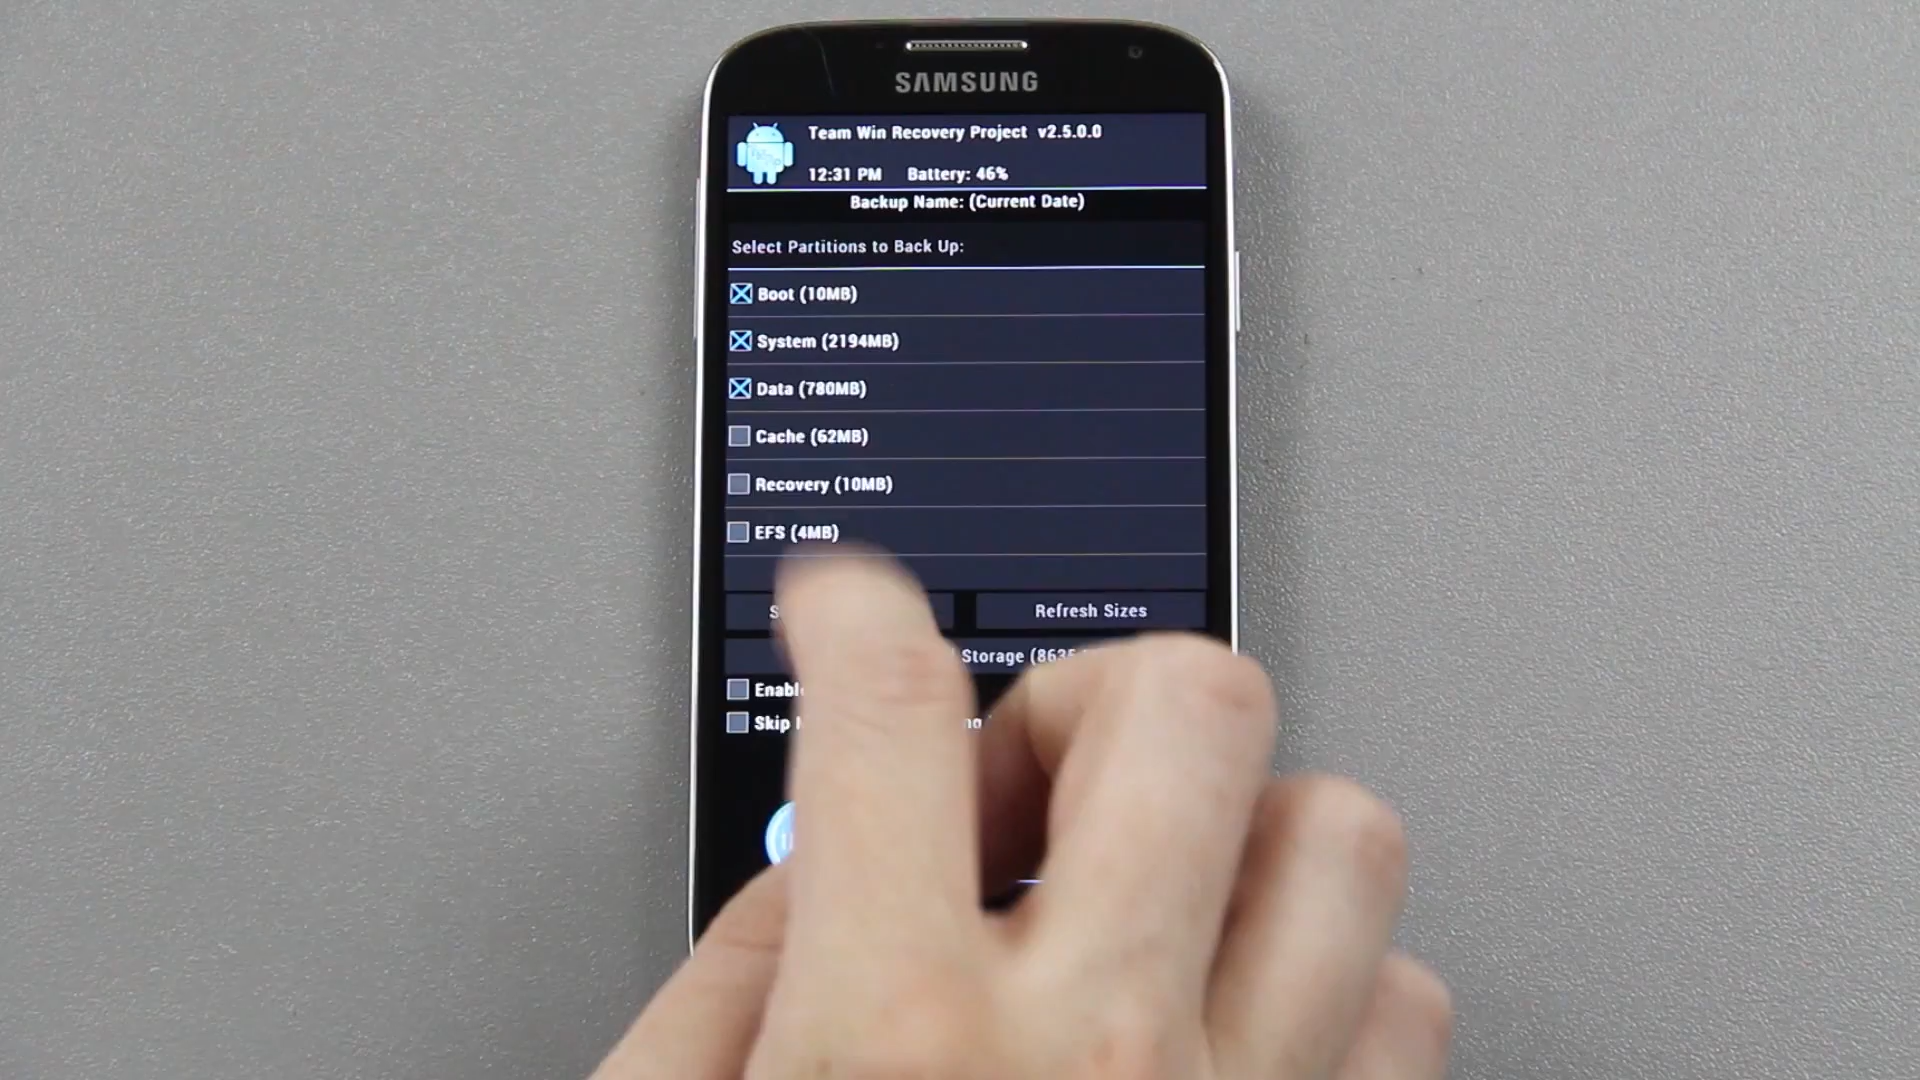 SAMSUNG
Team Win Recovery Project v2.5.0.0
12:31 PM Battery: 46%
Backup Name: (Current Date)
Select Partitions to Back Up:
Boot (10MB)
System (2194MB)
Data (780MB)
Cache (62MB)
Recovery (10MB)
EFS (4MB)
Refresh Sizes
Storage
Skip